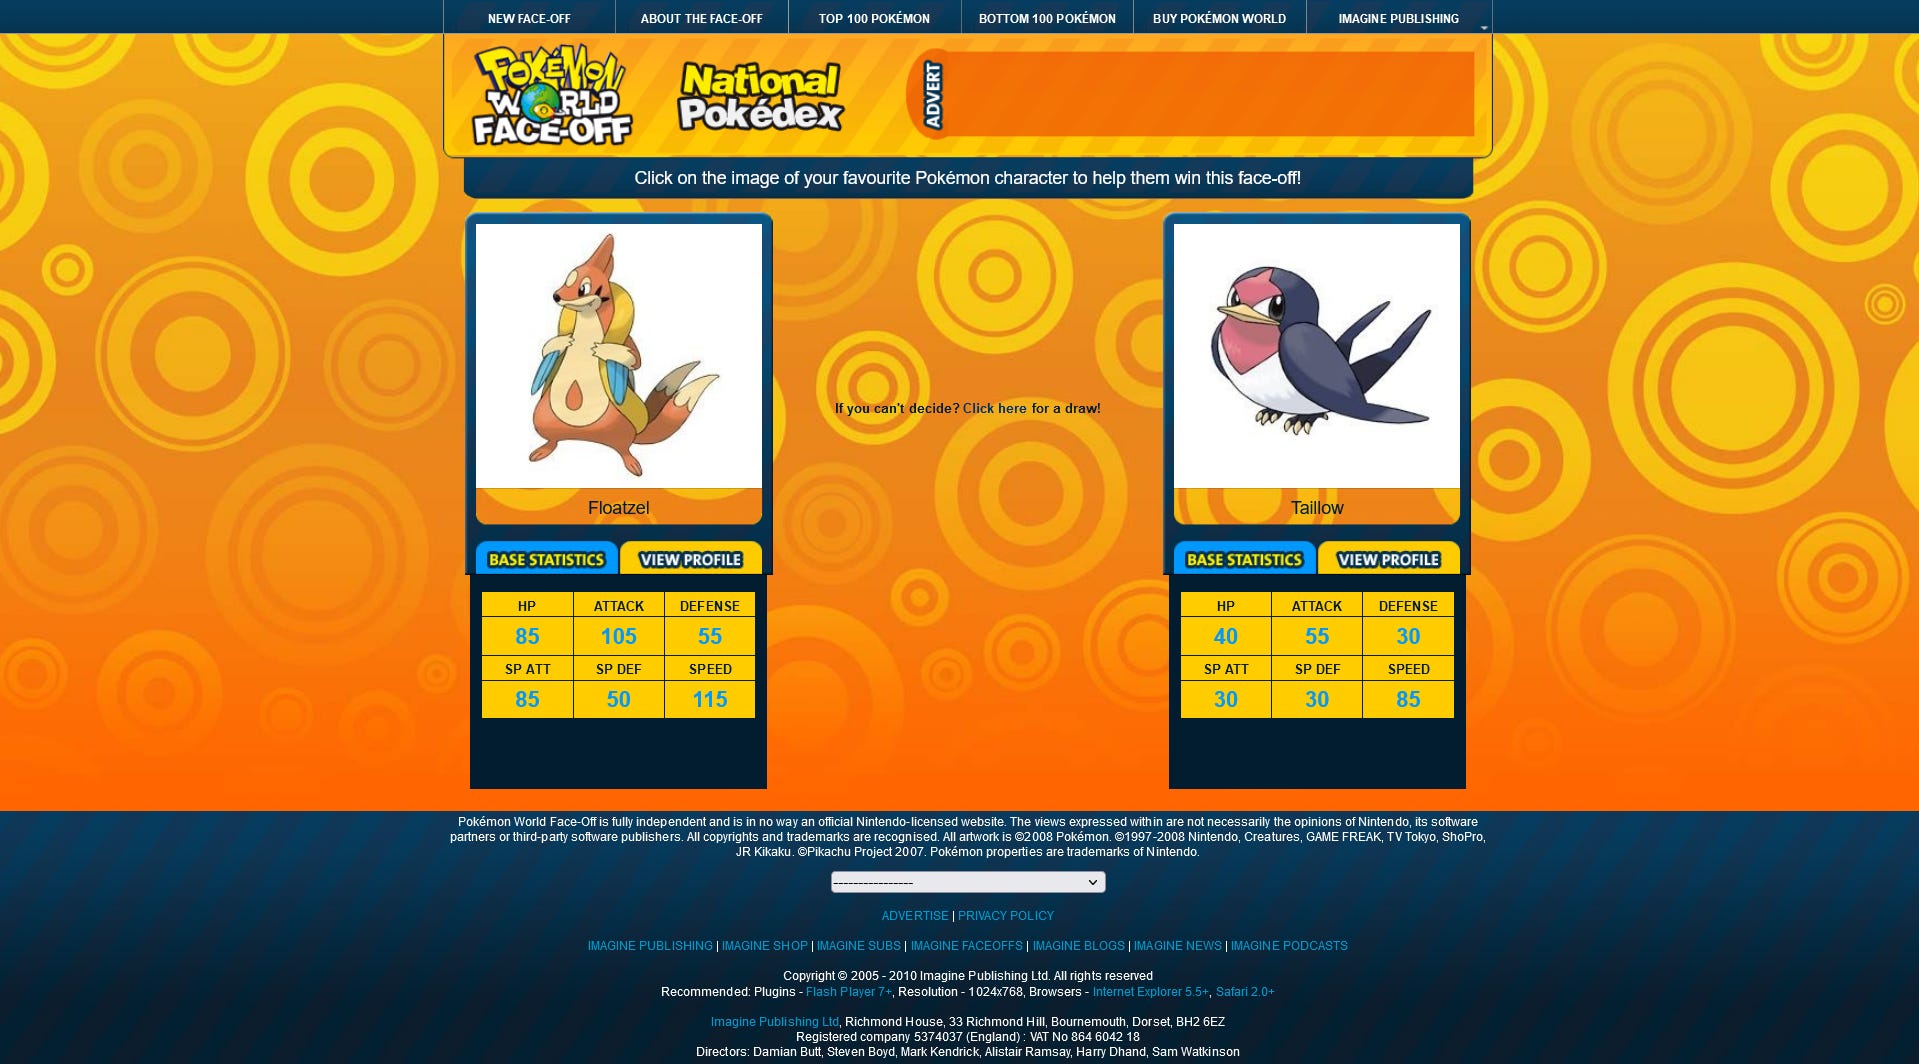 NEW FACE-OFF
ABOUT THE FACE-OFF
TOP 100 POKÉMON
BOTTOM 100 POKÉMON
BUY POKÉMON WORLD
IMAGINE PUBLISHING
POKÉMON
WORLD
FACE-OFF
National
Pokédex
ADVERT
Click on the image of your favourite Pokémon character to help them win this face-off!
If you can't decide? Click here for a draw!
Floatzel
BASE STATISTICS
VIEW PROFILE
HP ATTACK DEFENSE
85 105 55
SP ATT SP DEF SPEED
85 50 115
Taillow
BASE STATISTICS
VIEW PROFILE
HP ATTACK DEFENSE
40 55 30
SP ATT SP DEF SPEED
30 30 85
Pokémon World Face-Off is fully independent and is in no way an official Nintendo-licensed website. The views expressed within are not necessarily the opinions of Nintendo, its software
partners or third-party software publishers. All copyrights and trademarks are recognised. All artwork is ©2008 Pokémon. ©1997-2008 Nintendo, Creatures, GAME FREAK, TV Tokyo, ShoPro,
JR Kikaku. ©Pikachu Project 2007. Pokémon properties are trademarks of Nintendo.
----------------
ADVERTISE | PRIVACY POLICY
IMAGINE PUBLISHING | IMAGINE SHOP | IMAGINE SUBS | IMAGINE FACEOFFS | IMAGINE BLOGS | IMAGINE NEWS | IMAGINE PODCASTS
Copyright © 2005 - 2010 Imagine Publishing Ltd. All rights reserved
Recommended: Plugins - Flash Player 7+, Resolution - 1024x768, Browsers - Internet Explorer 5.5+, Safari 2.0+
Imagine Publishing Ltd, Richmond House, 33 Richmond Hill, Bournemouth, Dorset, BH2 6EZ
Registered company 5374037 (England) : VAT No 864 6042 18
Directors: Damian Butt, Steven Boyd, Mark Kendrick, Alistair Ramsay, Harry Dhand, Sam Watkinson